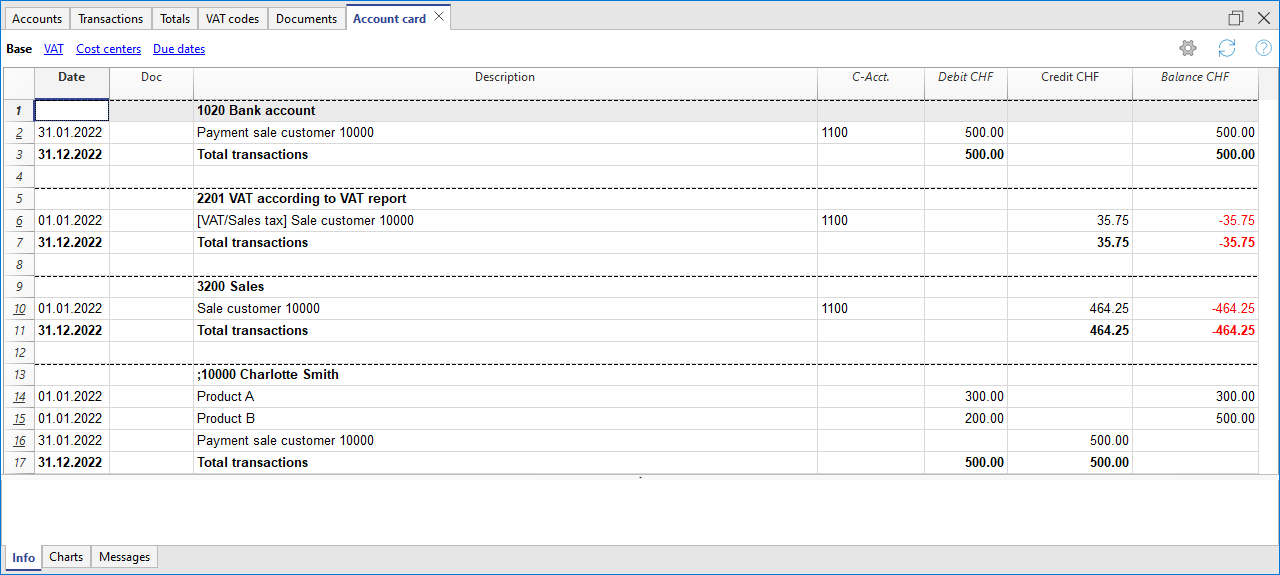 Accounts Transactions Totals VAT codes Documents Account card
Base VAT Cost centers Due dates
Date Doc Description C-Acct. Debit CHF Credit CHF Balance CHF
1 1020 Bank account
2 31.01.2022 Payment sale customer 10000 1100 500.00 500.00
3 31.12.2022 Total transactions 500.00 500.00
4
5 2201 VAT according to VAT report
6 01.01.2022 [VAT/Sales tax] Sale customer 10000 1100 35.75 -35.75
7 31.12.2022 Total transactions 35.75 -35.75
8
9 3200 Sales
10 01.01.2022 Sale customer 10000 1100 464.25 -464.25
11 31.12.2022 Total transactions 464.25 -464.25
12
13 ;10000 Charlotte Smith
14 01.01.2022 Product A 300.00 300.00
15 01.01.2022 Product B 200.00 500.00
16 31.01.2022 Payment sale customer 10000 500.00
17 31.12.2022 Total transactions 500.00 500.00
Info Charts Messages